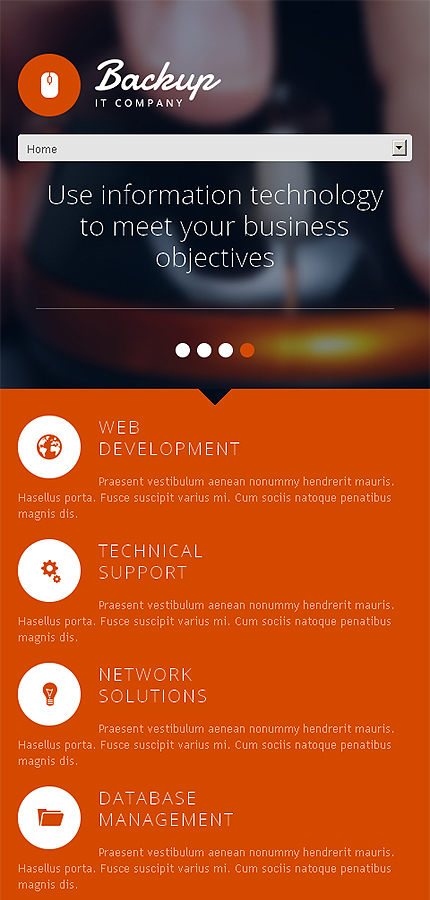 Backup
IT COMPANY
Home
Use information technology
to meet your business
objectives
WEB
DEVELOPMENT
Praesent vestibulum aenean nonummy hendrerit mauris.
Hasellus porta. Fusce suscipit varius mi. Cum sociis natoque penatibus
magnis dis.
TECHNICAL
SUPPORT
Praesent vestibulum aenean nonummy hendrerit mauris.
Hasellus porta. Fusce suscipit varius mi. Cum sociis natoque penatibus
magnis dis.
NETWORK
SOLUTIONS
Praesent vestibulum aenean nonummy hendrerit mauris.
Hasellus porta. Fusce suscipit varius mi. Cum sociis natoque penatibus
magnis dis.
DATABASE
MANAGEMENT
Praesent vestibulum aenean nonummy hendrerit mauris.
Hasellus porta. Fusce suscipit varius mi. Cum sociis natoque penatibus
magnis dis.